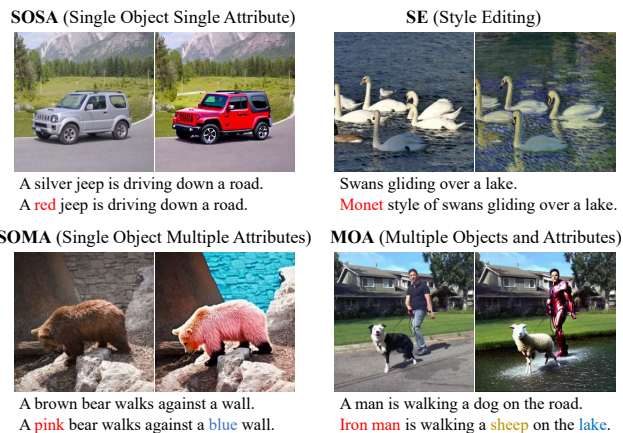 SOSA (Single Object Single Attribute)
A silver jeep is driving down a road.
A red jeep is driving down a road.
SE (Style Editing)
Swans gliding over a lake.
Monet style of swans gliding over a lake.
SOMA (Single Object Multiple Attributes)
A brown bear walks against a wall.
A pink bear walks against a blue wall.
MOA (Multiple Objects and Attributes)
A man is walking a dog on the road.
Iron man is walking a sheep on the lake.